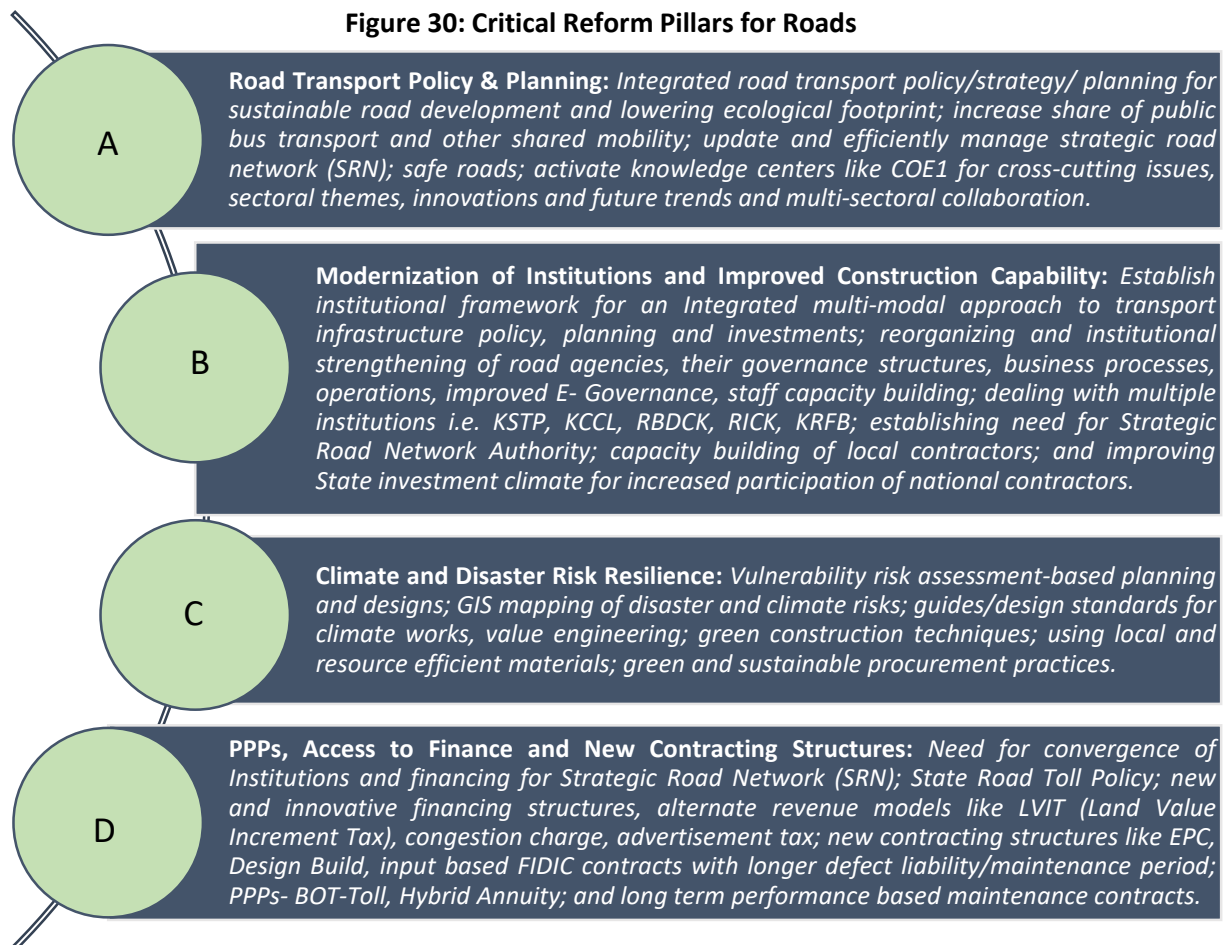 Figure 30: Critical Reform Pillars for Roads
A
Road Transport Policy & Planning: Integrated road transport policy/strategy/ planning for
sustainable road development and lowering ecological footprint; increase share of public
bus transport and other shared mobility; update and efficiently manage strategic road
network (SRN); safe roads; activate knowledge centers like COE1 for cross-cutting issues,
sectoral themes, innovations and future trends and multi-sectoral collaboration.
B
Modernization of Institutions and Improved Construction Capability: Establish
institutional framework for an Integrated multi-modal approach to transport
infrastructure policy, planning and investments; reorganizing and institutional
strengthening of road agencies, their governance structures, business processes,
operations, improved E- Governance, staff capacity building; dealing with multiple
institutions i.e. KSTP, KCCL, RBDCK, RICK, KRFB; establishing need for Strategic
Road Network Authority; capacity building of local contractors; and improving
State investment climate for increased participation of national contractors.
C
Climate and Disaster Risk Resilience: Vulnerability risk assessment-based planning
and designs; GIS mapping of disaster and climate risks; guides/design standards for
climate works, value engineering; green construction techniques; using local and
resource efficient materials; green and sustainable procurement practices.
D
PPPs, Access to Finance and New Contracting Structures: Need for convergence of
Institutions and financing for Strategic Road Network (SRN); State Road Toll Policy; new
and innovative financing structures, alternate revenue models like LVIT (Land Value
Increment Tax), congestion charge, advertisement tax; new contracting structures like EPC,
Design Build, input based FIDIC contracts with longer defect liability/maintenance period;
PPPs- BOT-Toll, Hybrid Annuity; and long term performance based maintenance contracts.